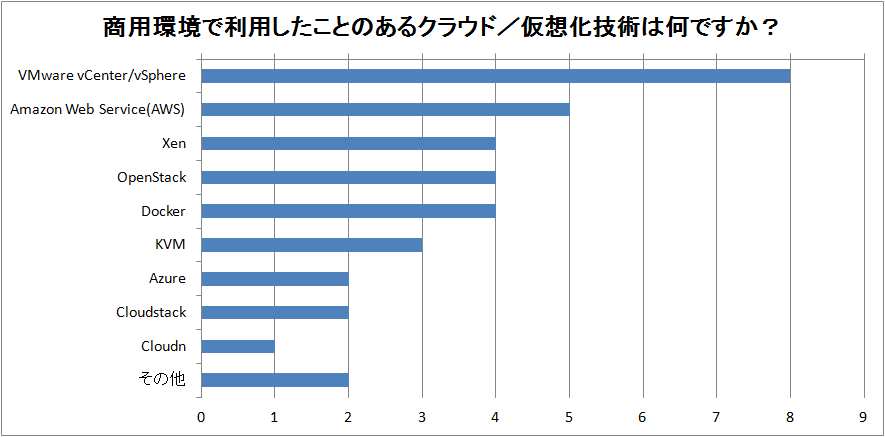 商用環境で利用したことのあるクラウド／仮想化技術は何ですか？
VMware vCenter/vSphere
Amazon Web Service(AWS)
Xen
OpenStack
Docker
KVM
Azure
Cloudstack
Cloudn
その他
0 1 2 3 4 5 6 7 8 9